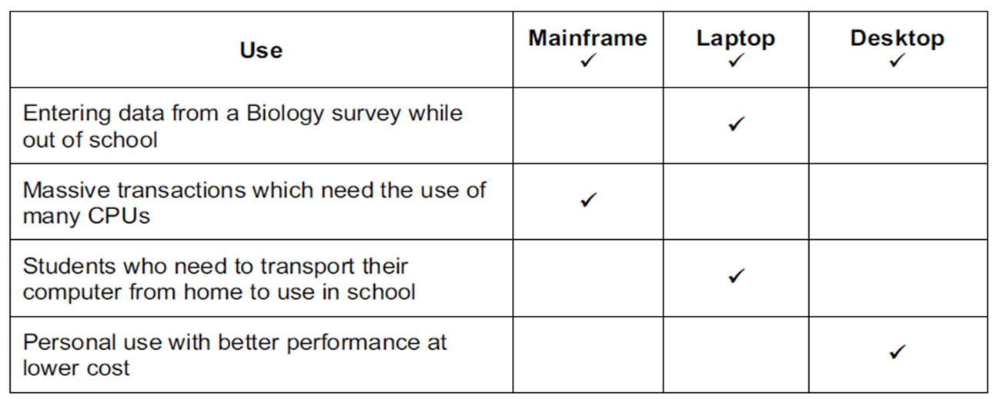 Use Mainframe Laptop Desktop
✓ ✓ ✓
Entering data from a Biology survey while
out of school ✓
Massive transactions which need the use of
many CPUs ✓
Students who need to transport their
computer from home to use in school ✓
Personal use with better performance at
lower cost ✓